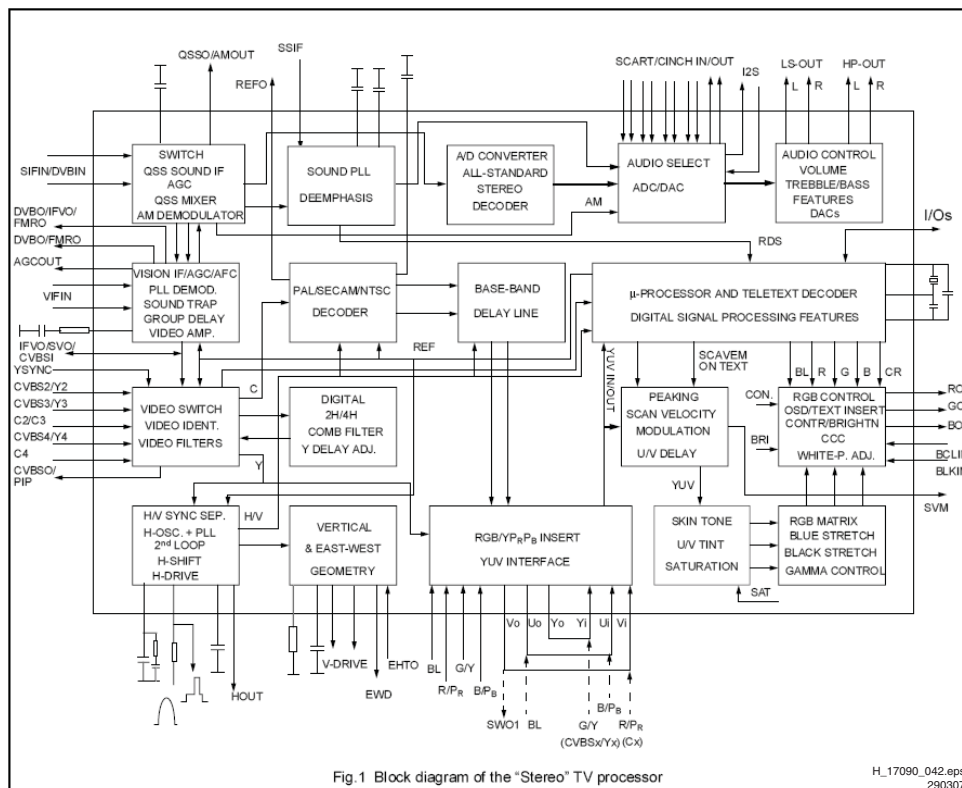 QSSO/AMOUT
SSIF
REFO
SCART/CINCH IN/OUT
I2S
LS-OUT
L
R
HP-OUT
L
R
SIFIN/DVBIN
SWITCH
QSS SOUND IF
AGC
QSS MIXER
AM DEMODULATOR
SOUND PLL
DEEMPHASIS
A/D CONVERTER
ALL-STANDARD
STEREO
DECODER
AUDIO SELECT
ADC/DAC
AUDIO CONTROL
VOLUME
TREBBLE/BASS
FEATURES
DACs
AM
RDS
I/Os
DVBO/IFVO/
FMRO
DVBO/FMRO
AGCOUT
VIFIN
IFVO/SVO/
CVBSI
VISION IF/AGC/AFC
PLL DEMOD.
SOUND TRAP
GROUP DELAY
VIDEO AMP.
PAL/SECAM/NTSC
DECODER
BASE-BAND
DELAY LINE
µ-PROCESSOR AND TELETEXT DECODER
DIGITAL SIGNAL PROCESSING FEATURES
REF
C
YUV IN/OUT
SCAVEM
ON TEXT
BL
R
G
B
CR
YSYNC
CVBS2/Y2
CVBS3/Y3
C2/C3
CVBS4/Y4
C4
CVBSO/
PIP
VIDEO SWITCH
VIDEO IDENT.
VIDEO FILTERS
DIGITAL
2H/4H
COMB FILTER
Y DELAY ADJ.
PEAKING
SCAN VELOCITY
MODULATION
U/V DELAY
CON.
BRI
RGB CONTROL
OSD/TEXT INSERT
CONTR/BRIGHTN
CCC
WHITE-P. ADJ.
RO
GO
BO
BCLIN
BLKIN
SVM
Y
YUV
H/V
H/V SYNC SEP.
H-OSC. + PLL
2nd LOOP
H-SHIFT
H-DRIVE
VERTICAL
& EAST-WEST
GEOMETRY
RGB/YPRPB INSERT
YUV INTERFACE
SKIN TONE
U/V TINT
SATURATION
RGB MATRIX
BLUE STRETCH
BLACK STRETCH
GAMMA CONTROL
SAT
Vo
Uo
Yo
Yi
Ui
Vi
HOUT
V-DRIVE
EWD
EHTO
BL
R/PR
G/Y
B/PB
SWO1
BL
G/Y
(CVBSx/Yx)
B/PB
R/PR
(Cx)
Fig.1 Block diagram of the "Stereo" TV processor
H_17090_042.eps
290307